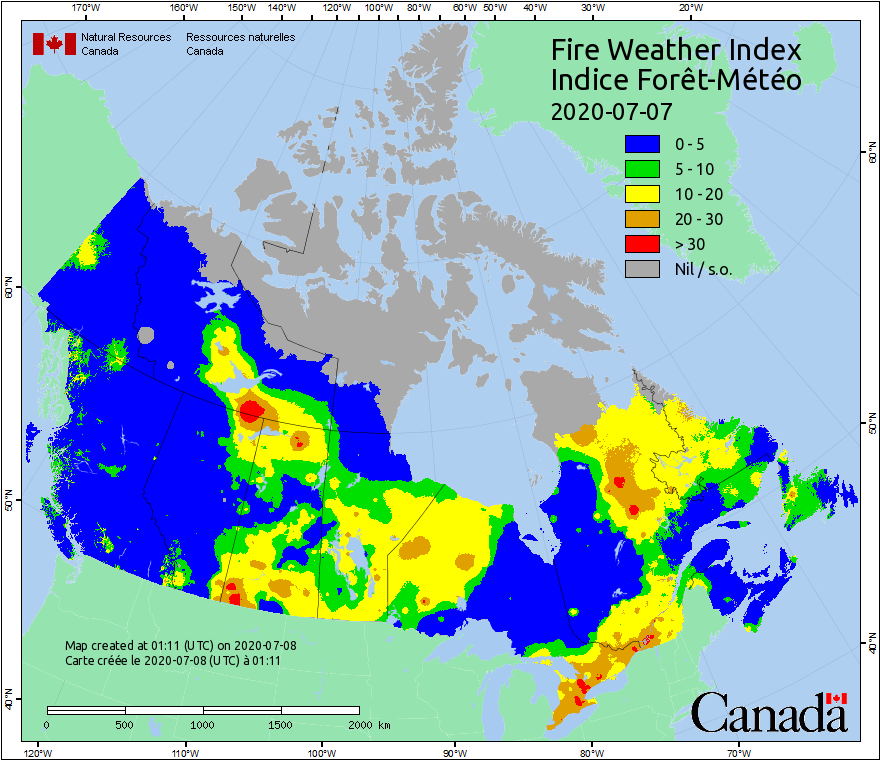 170°W 160°W 150°W 140°W 130°W 120°W 110°W 100°W 90°W 80°W 70°W 60°W 50°W 40°W 30°W 20°W
Natural Resources Ressources naturelles
Canada Canada
Fire Weather Index
Indice Forêt-Météo
2020-07-07
0 - 5
5 - 10
10 - 20
20 - 30
> 30
Nil / s.o.
60°N
60°N
50°N
50°N
40°N
40°N
Map created at 01:11 (UTC) on 2020-07-08
Carte créée le 2020-07-08 (UTC) à 01:11
0 500 1000 1500 2000 km
Canada
120°W 110°W 100°W 90°W 80°W 70°W